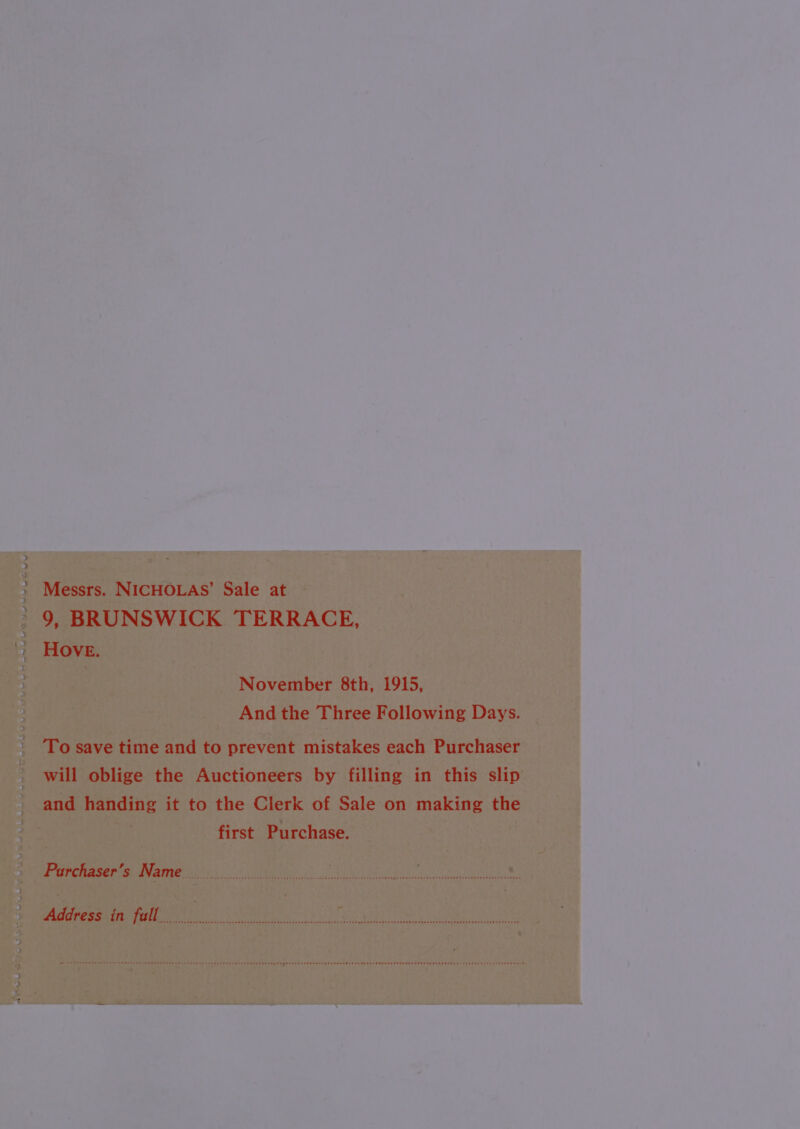 Messrs. NICHOLAS' Sale at
9, BRUNSWICK TERRACE,
HOVE.
November 8th, 1915,
And the Three Following Days.
To save time and to prevent mistakes each Purchaser
will oblige the Auctioneers by filling in this slip
and handing it to the Clerk of Sale on making the
first Purchase.
Purchaser's Name
Address in full